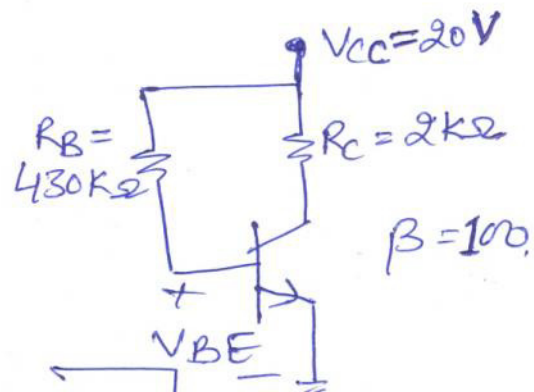 VCC=20V
RB=
430KΩ
RC=2KΩ
β=100.
+
VBE
−